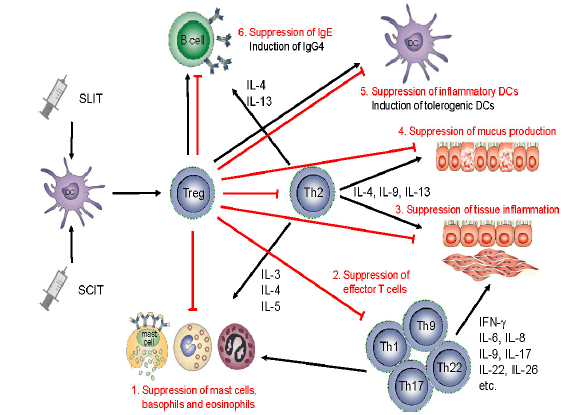 B cell
6. Suppression of IgE
Induction of IgG4
DC
SLIT
IL-4
IL-13
5. Suppression of inflammatory DCs
Induction of tolerogenic DCs
4. Suppression of mucus production
DC
Treg
Th2
IL-4, IL-9, IL-13
3. Suppression of tissue inflammation
SCIT
IL-3
IL-4
IL-5
2. Suppression of
effector T cells
mast
cell
Th9
Th1
Th22
Th17
IFN-γ
IL-6, IL-8
IL-9, IL-17
IL-22, IL-26
etc.
1. Suppression of mast cells,
basophils and eosinophils